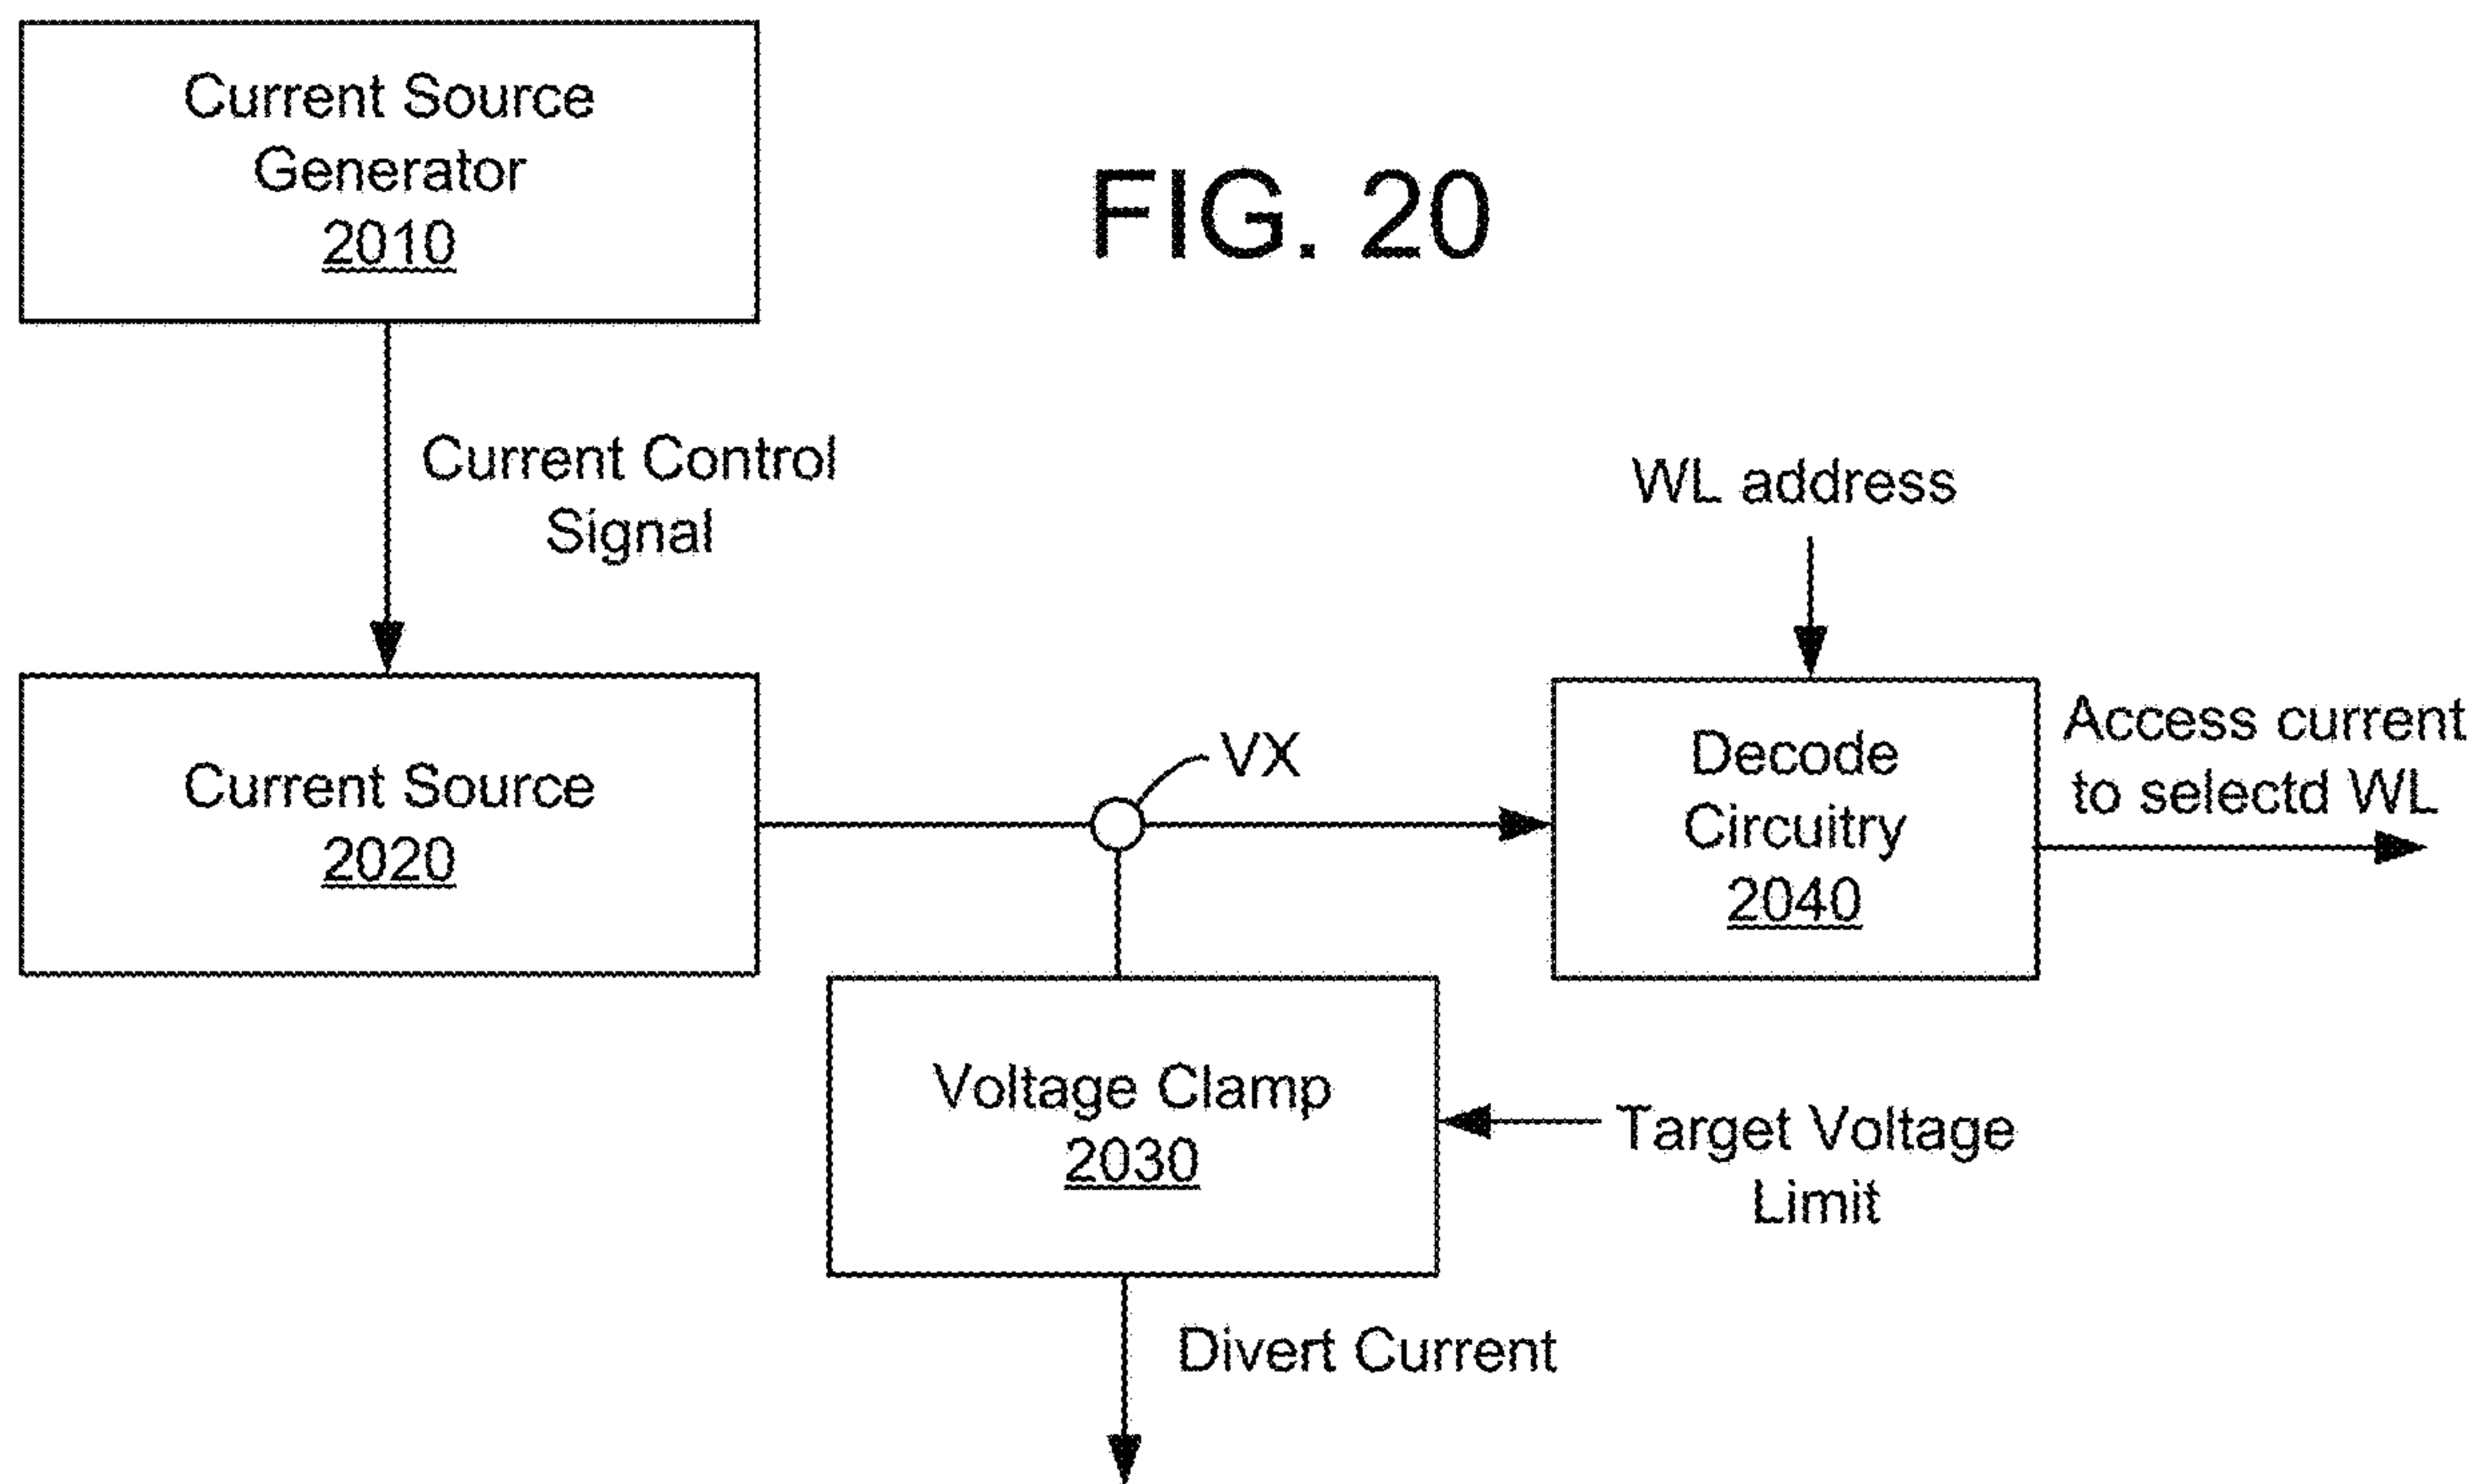 Current Source
Generator
2010
FIG. 20
Current Control
Signal
WL address
Current Source
2020
VX
Decode
Circuitry
2040
Access current
to selectd WL
Voltage Clamp
2030
Target Voltage
Limit
Divert Current